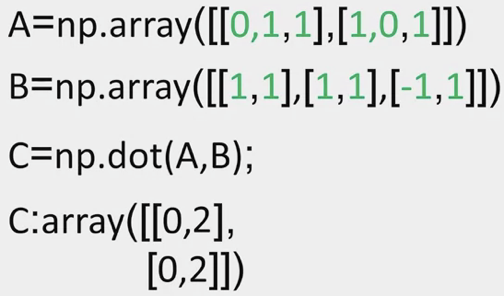 A=np.array([[0,1,1],[1,0,1]])
B=np.array([[1,1],[1,1],[-1,1]])
C=np.dot(A,B);
C:array([[0,2],
[0,2]])